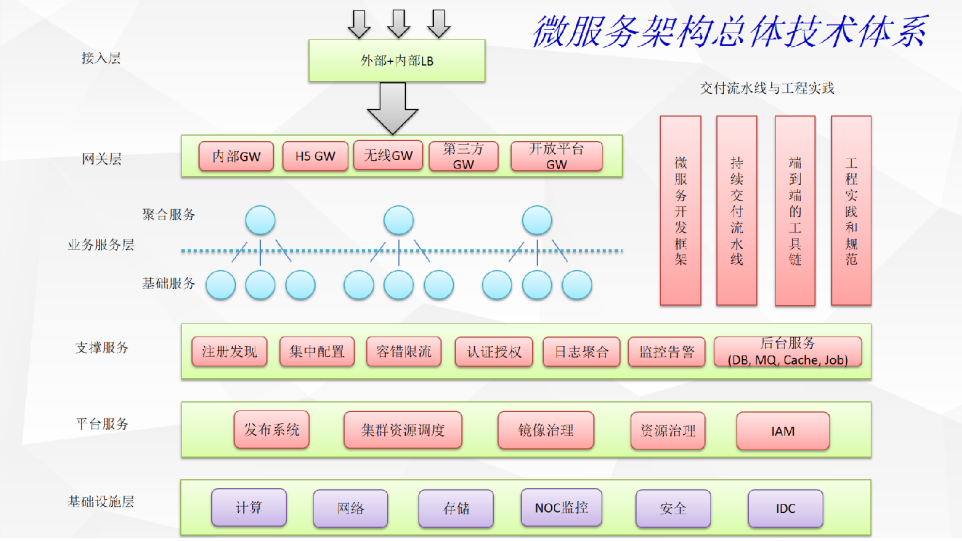 微服务架构总体技术体系
接入层
外部+内部LB
交付流水线与工程实践
网关层
内部GW
H5 GW
无线GW
第三方
GW
开放平台
GW
微服务开发框架
持续交付流水线
端到端的工具链
工程实践和规范
聚合服务
业务服务层
基础服务
支撑服务
注册发现
集中配置
容错限流
认证授权
日志聚合
监控告警
后台服务
(DB, MQ, Cache, Job)
平台服务
发布系统
集群资源调度
镜像治理
资源治理
IAM
基础设施层
计算
网络
存储
NOC监控
安全
IDC